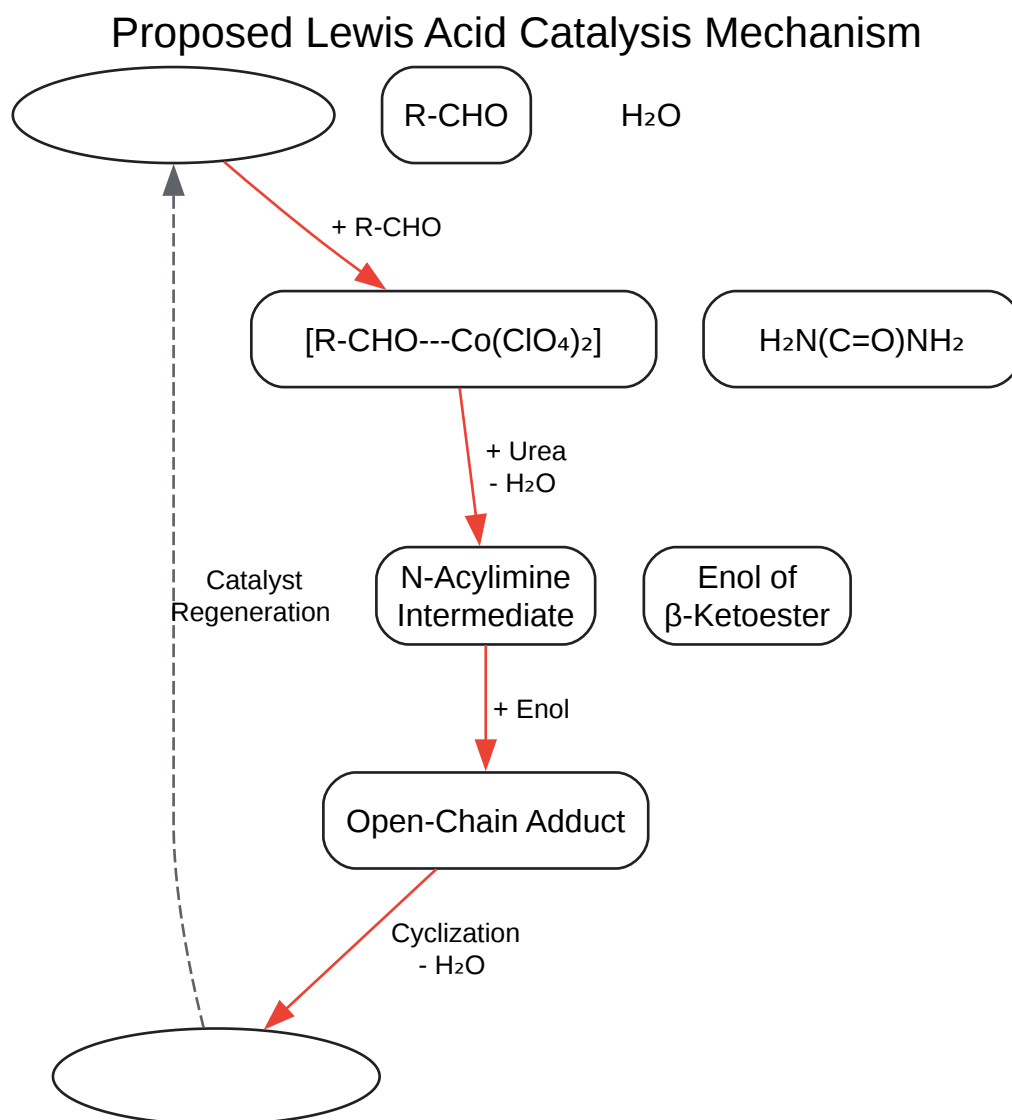 Proposed Lewis Acid Catalysis Mechanism
R-CHO
H₂O
+ R-CHO
[R-CHO---Co(ClO₄)₂]
H₂N(C=O)NH₂
+ Urea
- H₂O
Catalyst
Regeneration
N-Acylimine
Intermediate
Enol of
β-Ketoester
+ Enol
Open-Chain Adduct
Cyclization
- H₂O